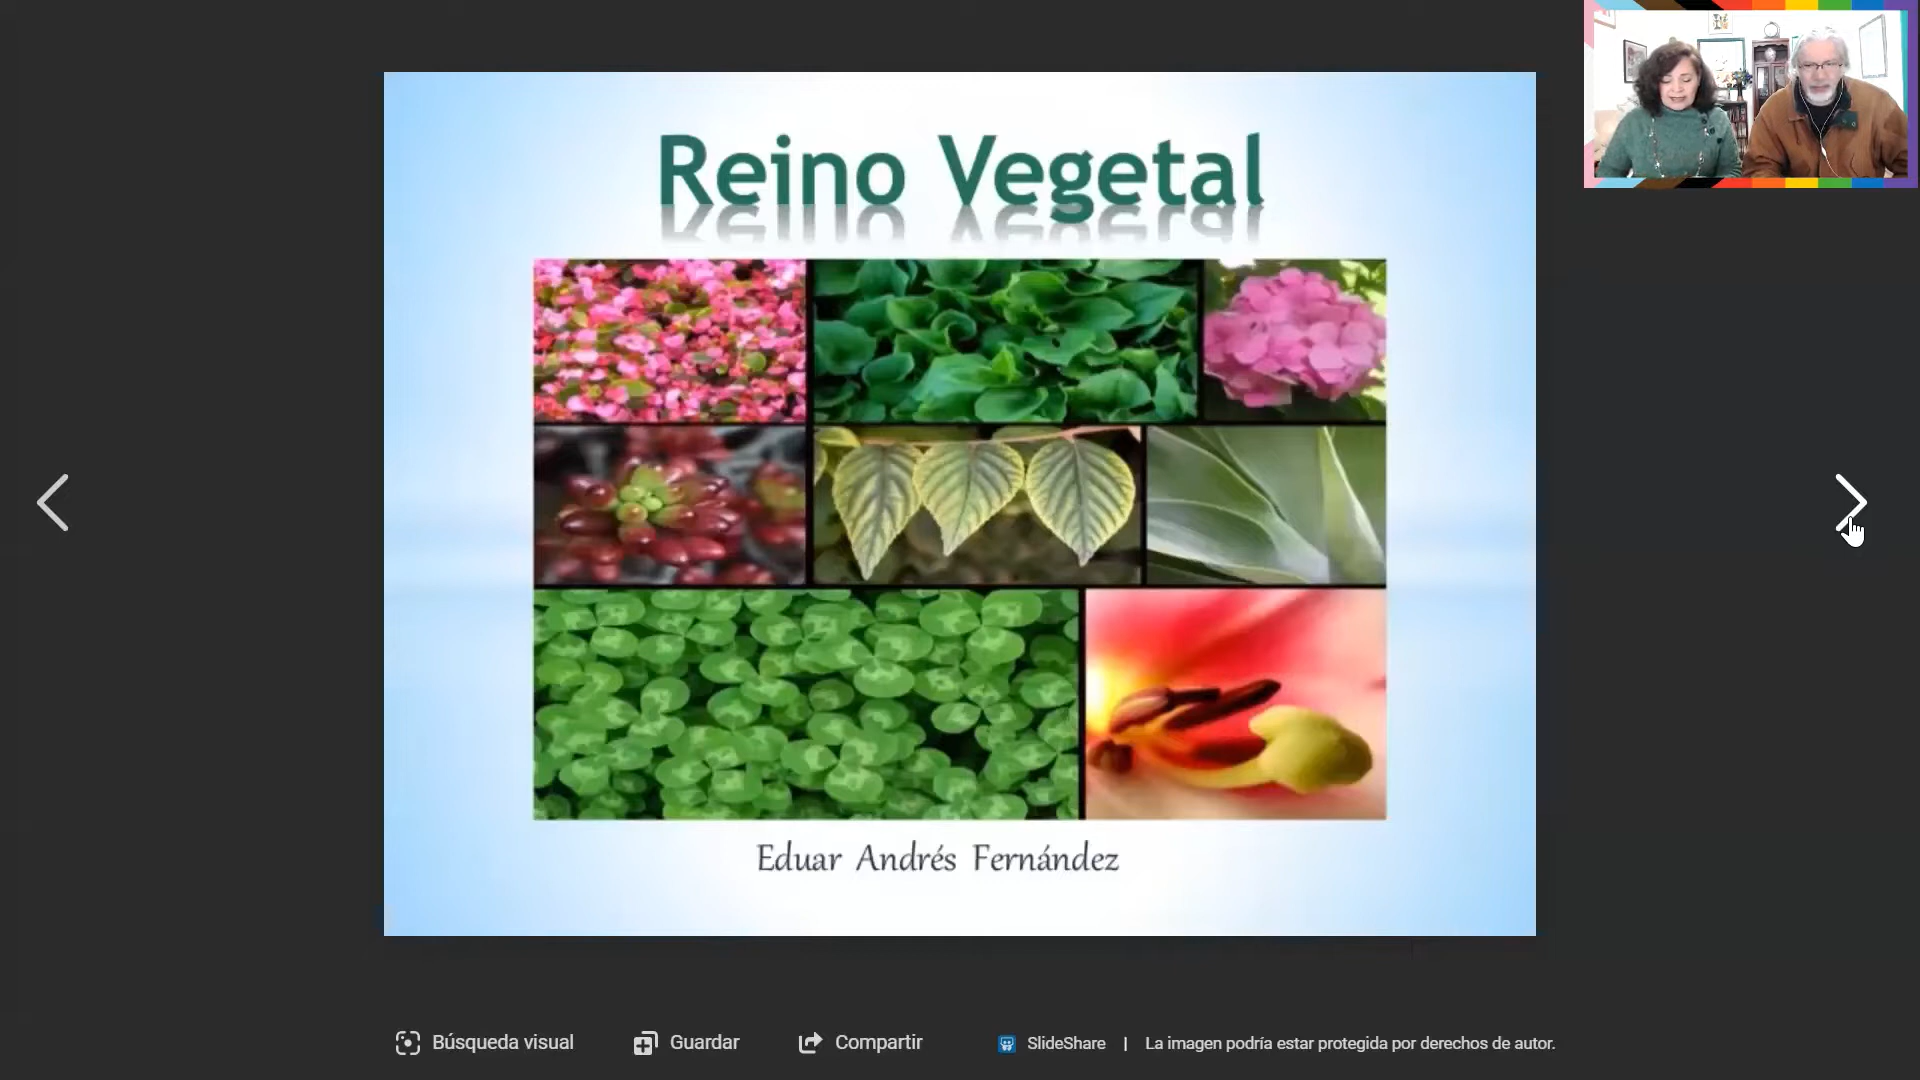 Reino Vegetal
Eduar Andrés Fernández
Búsqueda visual
Guardar
Compartir
SlideShare | La imagen podría estar protegida por derechos de autor.